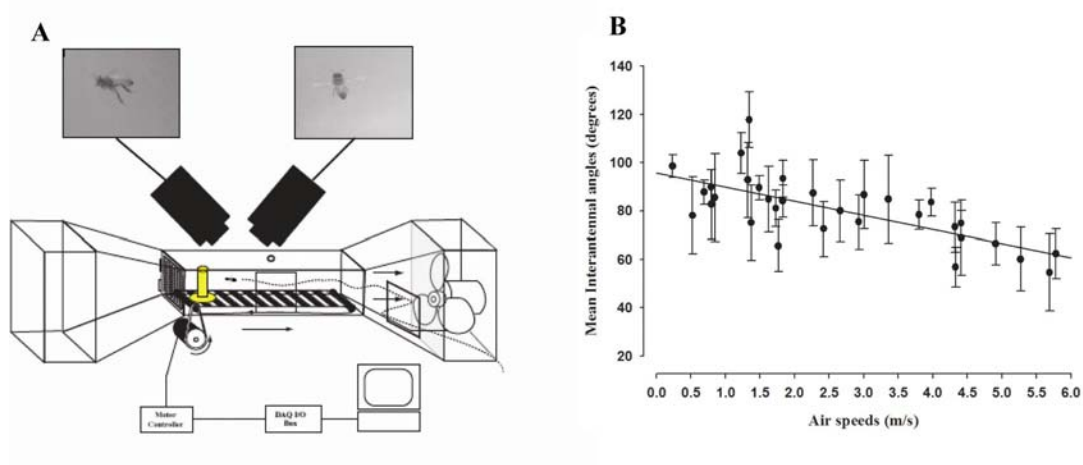 A
Motor
Controller
DAQ I/O
Box
B
Mean Interantennal angles (degrees)
140
120
100
80
60
40
20
0.0 0.5 1.0 1.5 2.0 2.5 3.0 3.5 4.0 4.5 5.0 5.5 6.0
Air speeds (m/s)